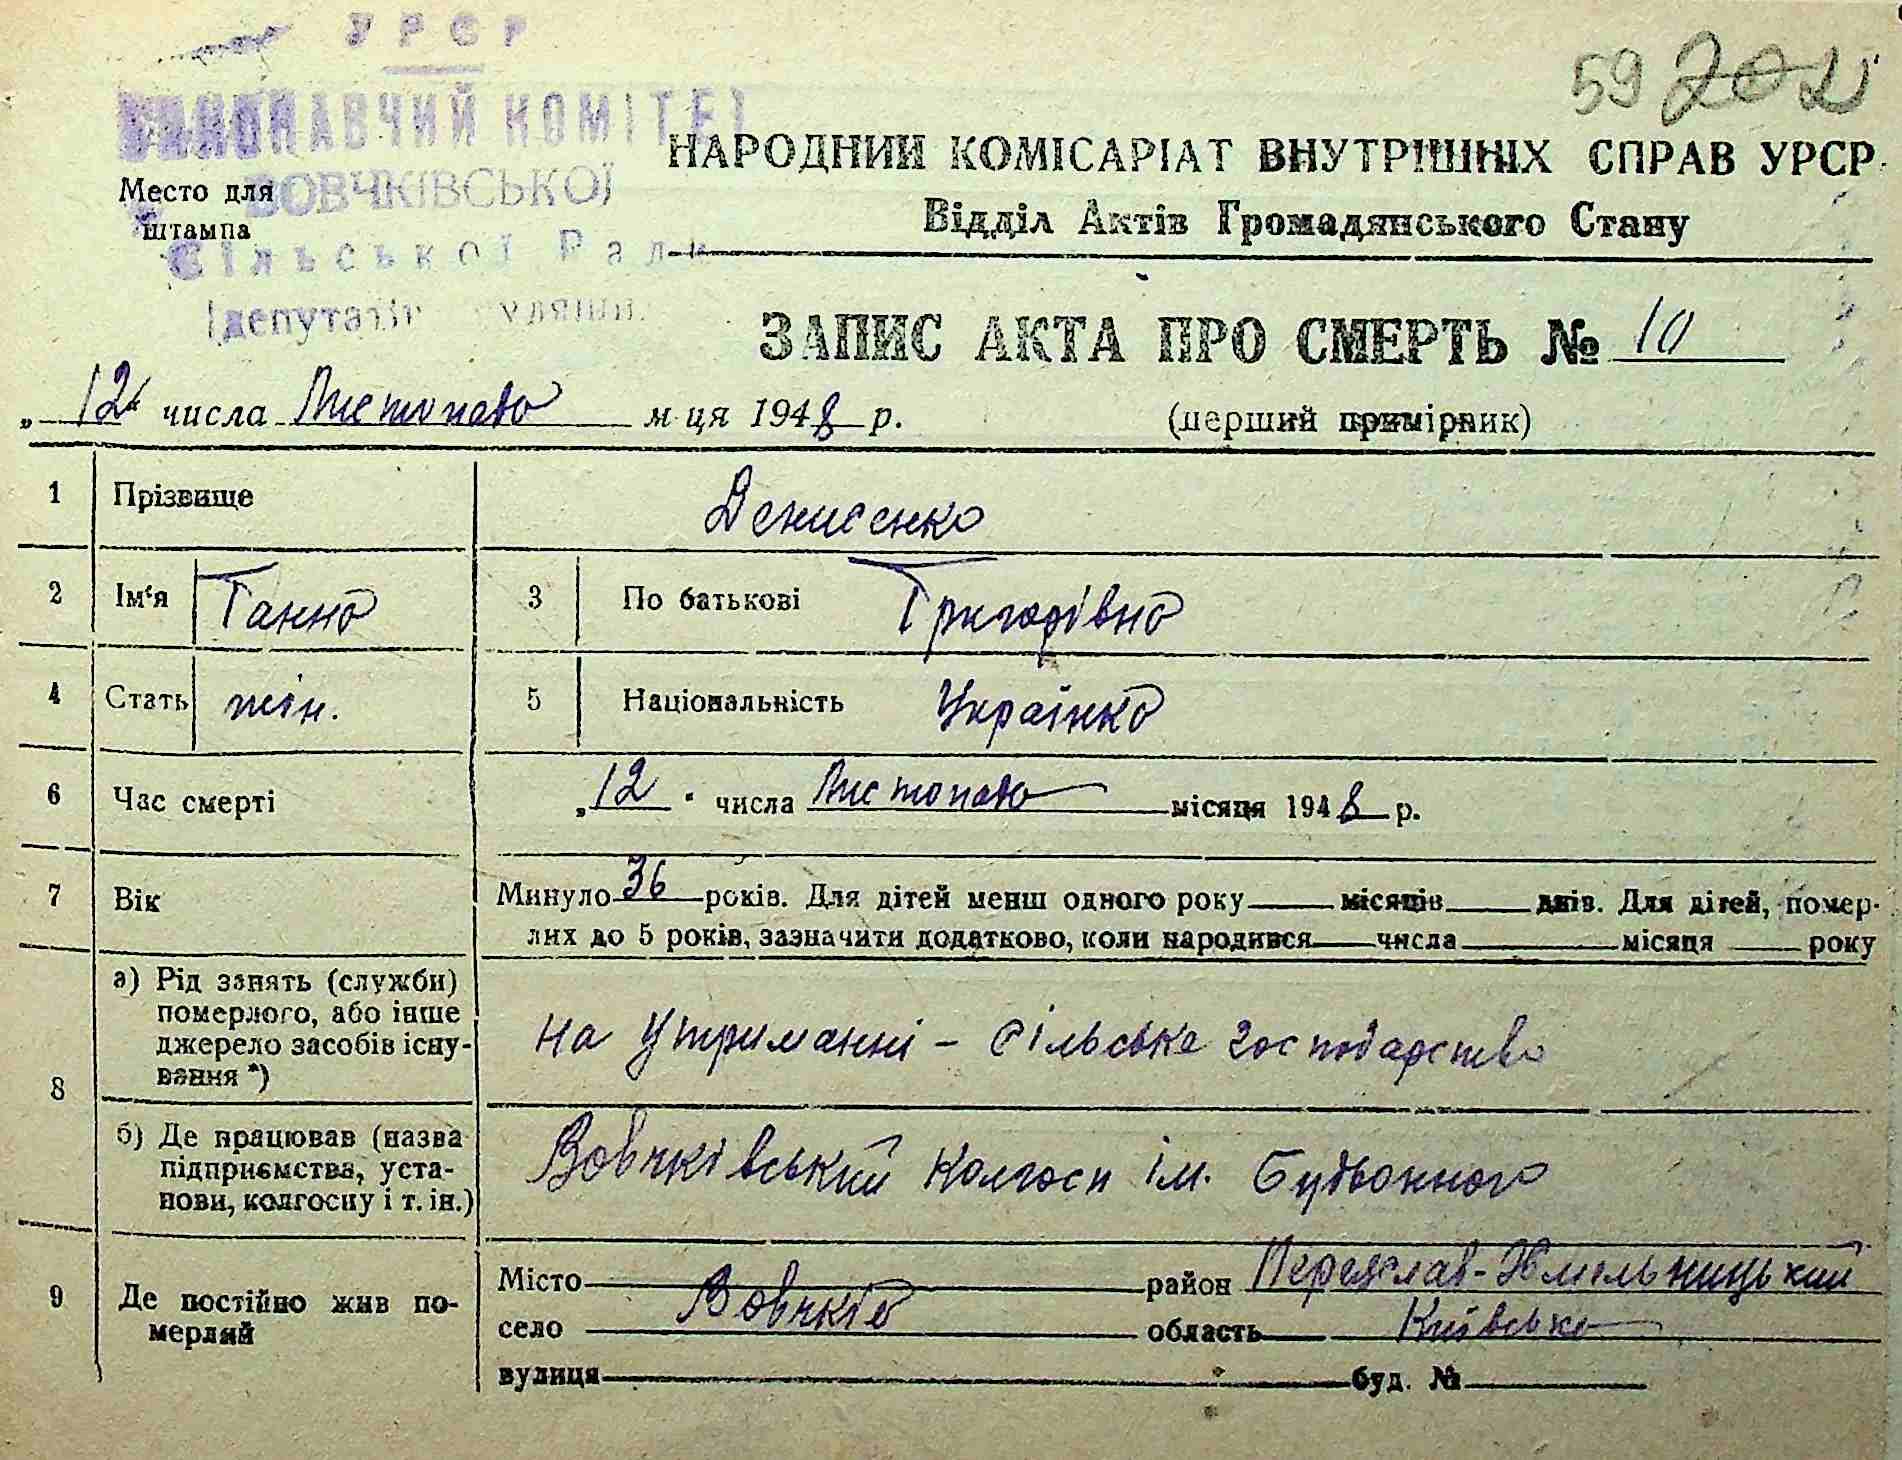 УРСР
ВИКОНАВЧИЙ КОМІТЕТ
ВОВЧКІВСЬКОЇ
Сільської Ради
депутатів
Место для
штампа
59 202
НАРОДНИЙ КОМІСАРІАТ ВНУТРІШНІХ СПРАВ УРСР
Відділ Актів Громадянського Стану
ЗАПИС АКТА ПРО СМЕРТЬ № 10
„12“ числа Листопада м-ця 1948 р. (перший примірник)
1 Прізвище Денисенко
2 Ім‘я Ганна 3 По батькові Григорівна
4 Стать жін. 5 Національність Українка
6 Час смерті „12" числа Листопада місяця 1948 р.
7 Вік Минуло 36 років. Для дітей менш одного року місяців днів. Для дітей, помер-
лих до 5 років, зазначити додатково, коли народився числа місяця року
8 а) Рід занять (служби)
померлого, або інше
джерело засобів існу-
вання *)
на утриманні - сільське господарство
б) Де працював (назва
підприємства, уста-
нови, колгоспу і т. ін.)
Вовчківський колгосп ім. Будьонного
9 Де постійно жив по-
мерлий
Місто район Переяслав-Хмельницький
село Вовчків область Київська
вулиця буд. №